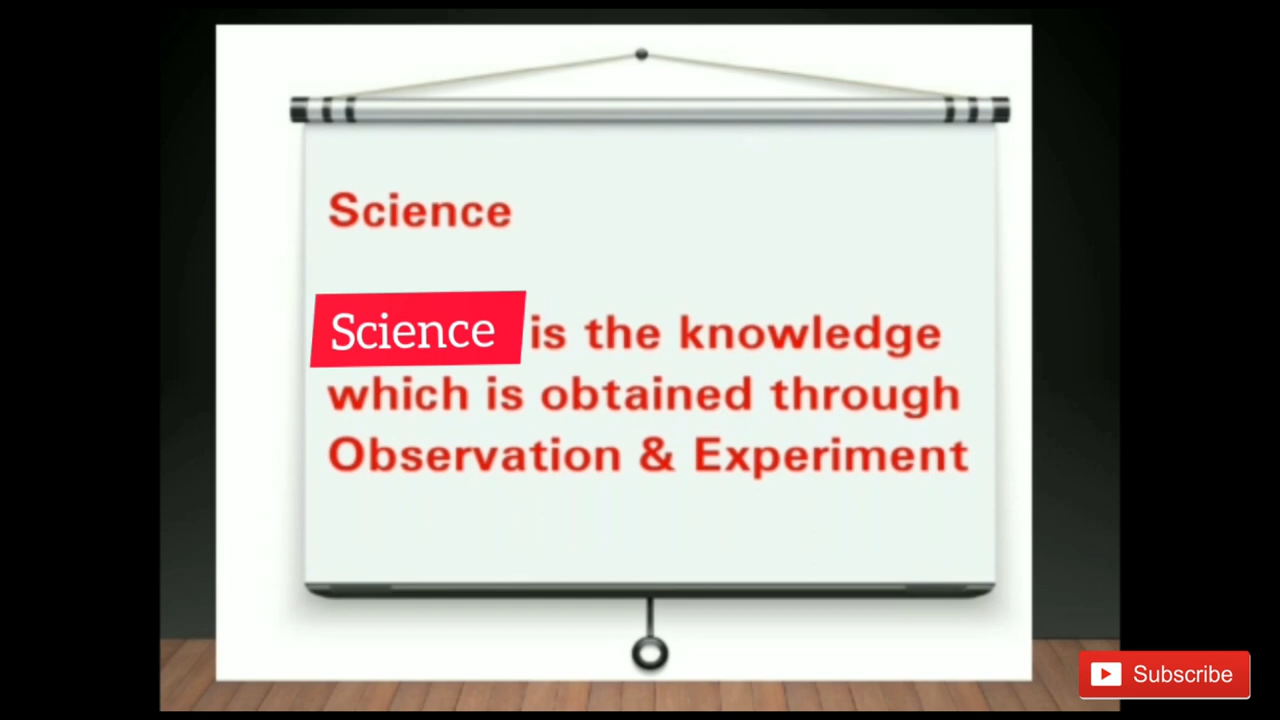 Science
Science is the knowledge
which is obtained through
Observation & Experiment
Subscribe